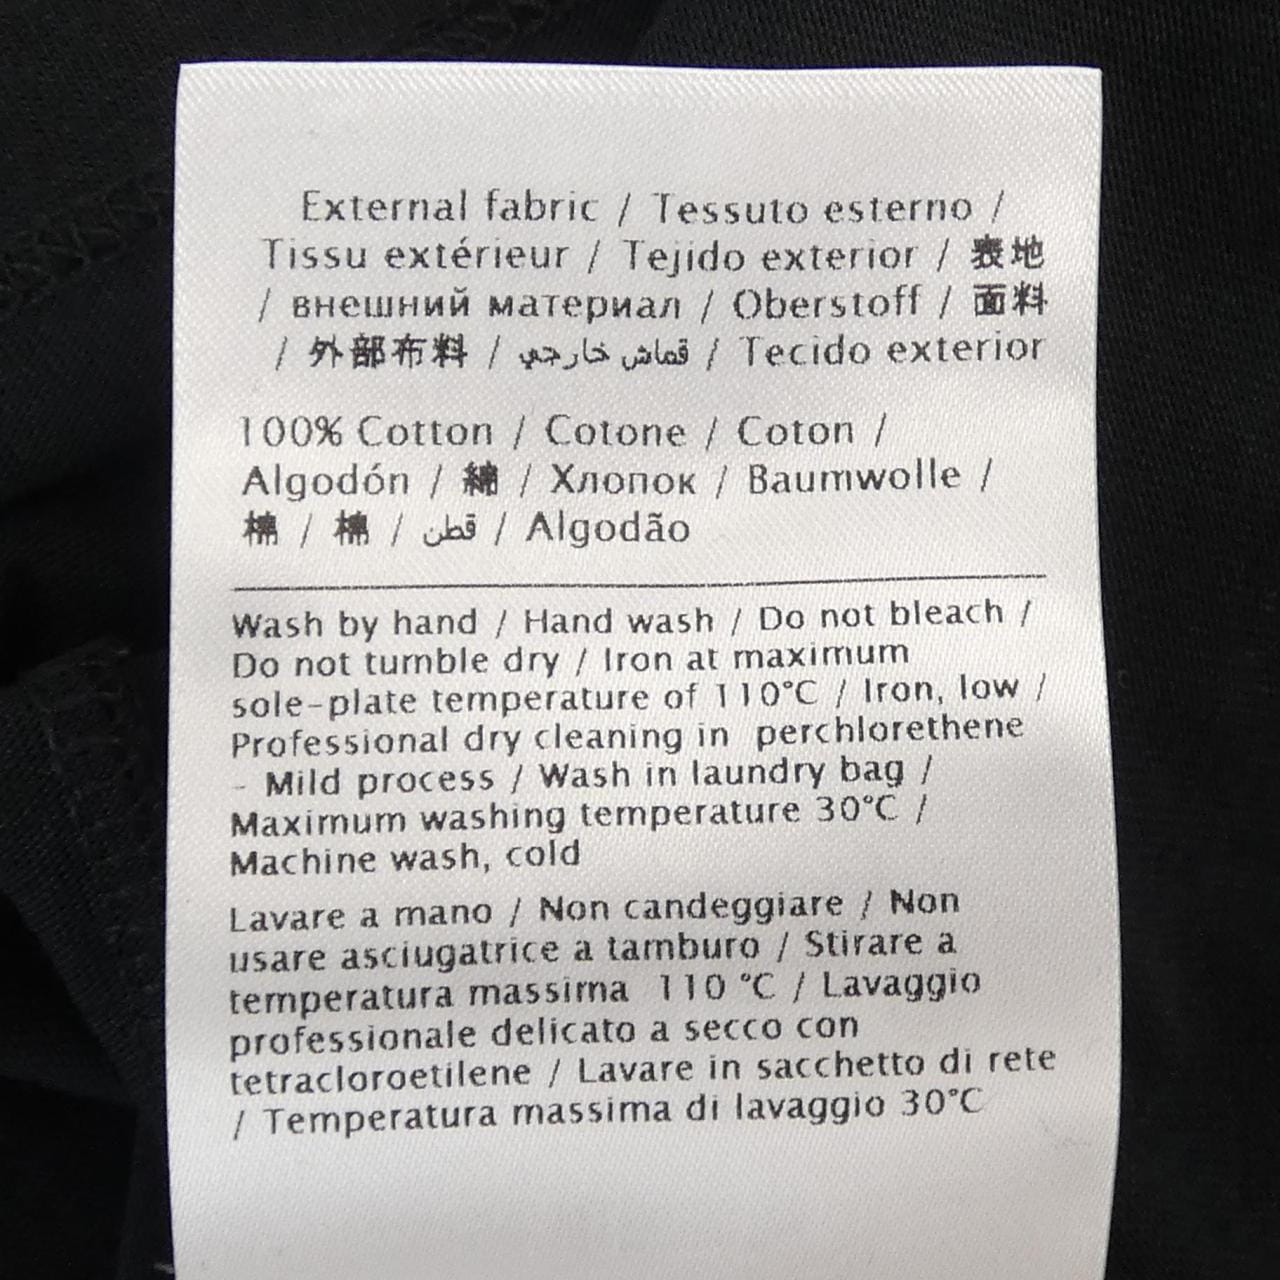 External fabric / Tessuto esterno /
Tissu extérieur / Tejido exterior / 表地
/ внешний материал / Oberstoff / 面料
/ 外部布料 / قماش خارجي / Tecido exterior
100% Cotton / Cotone / Coton /
Algodón / 綿 / Хлопок / Baumwolle /
棉 / 棉 / قطن / Algodão
Wash by hand / Hand wash / Do not bleach /
Do not tumble dry / Iron at maximum
sole-plate temperature of 110°C / Iron, low /
Professional dry cleaning in perchlorethene
- Mild process / Wash in laundry bag /
Maximum washing temperature 30°C /
Machine wash, cold
Lavare a mano / Non candeggiare / Non
usare asciugatrice a tamburo / Stirare a
temperatura massima 110 °C / Lavaggio
professionale delicato a secco con
tetracloroetilene / Lavare in sacchetto di rete
/ Temperatura massima di lavaggio 30°C